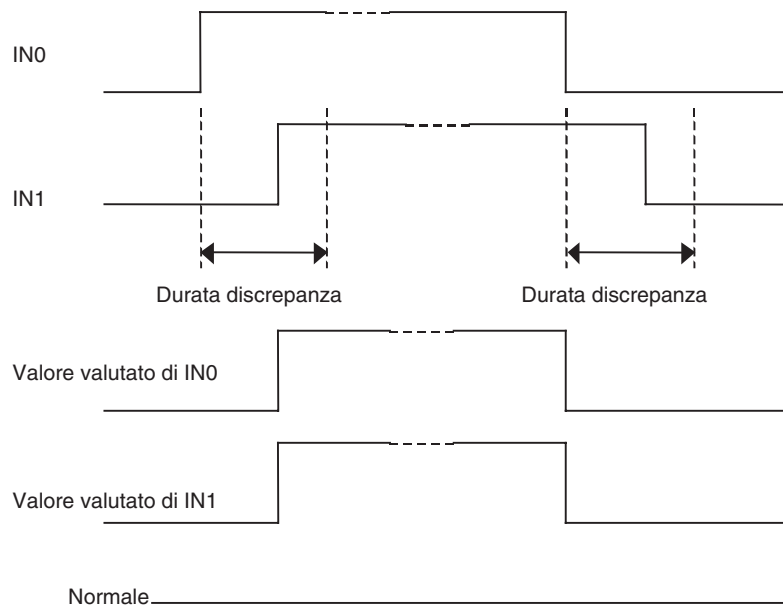 IN0
IN1
Durata discrepanza
Durata discrepanza
Valore valutato di IN0
Valore valutato di IN1
Normale